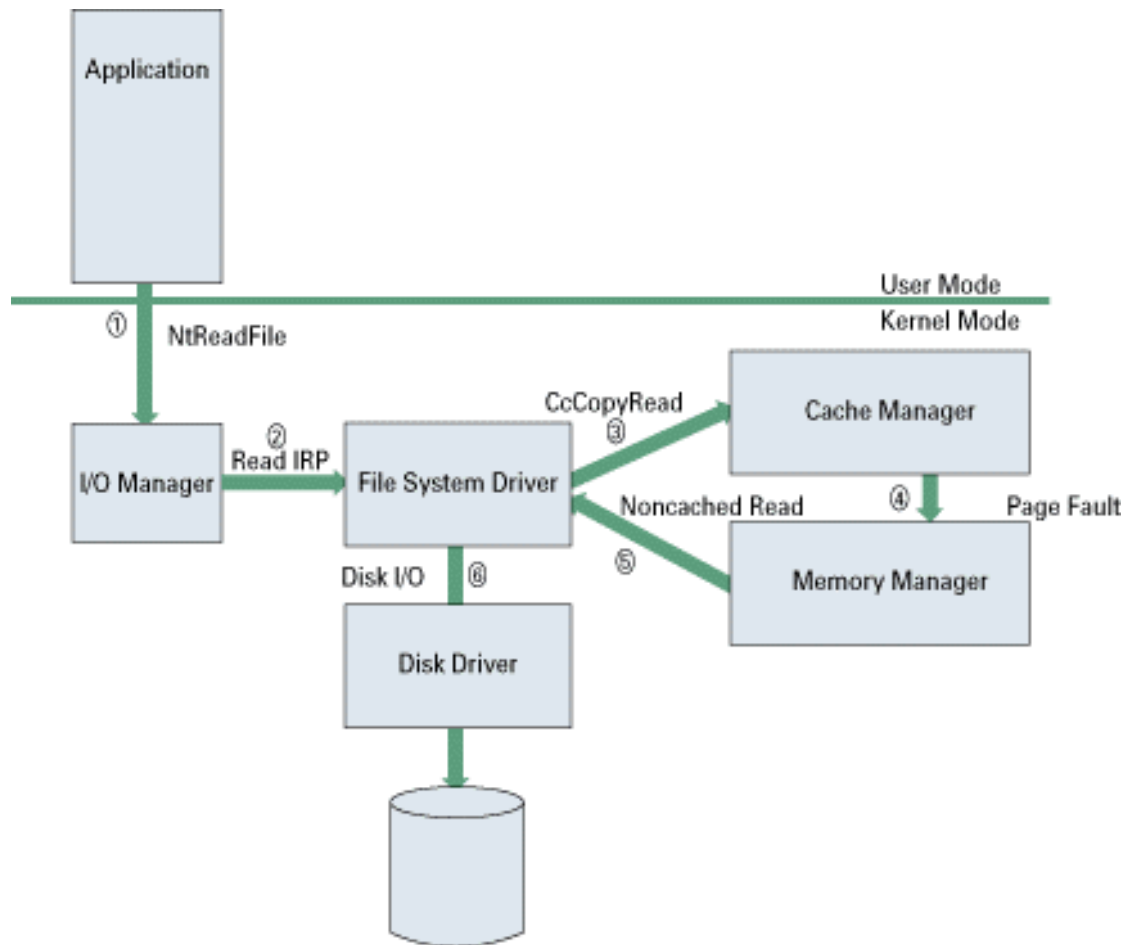 Application
User Mode
Kernel Mode
①
NtReadFile
I/O Manager
②
Read IRP
File System Driver
CcCopyRead
③
Cache Manager
④
Page Fault
Memory Manager
Noncached Read
⑤
Disk I/O
⑥
Disk Driver